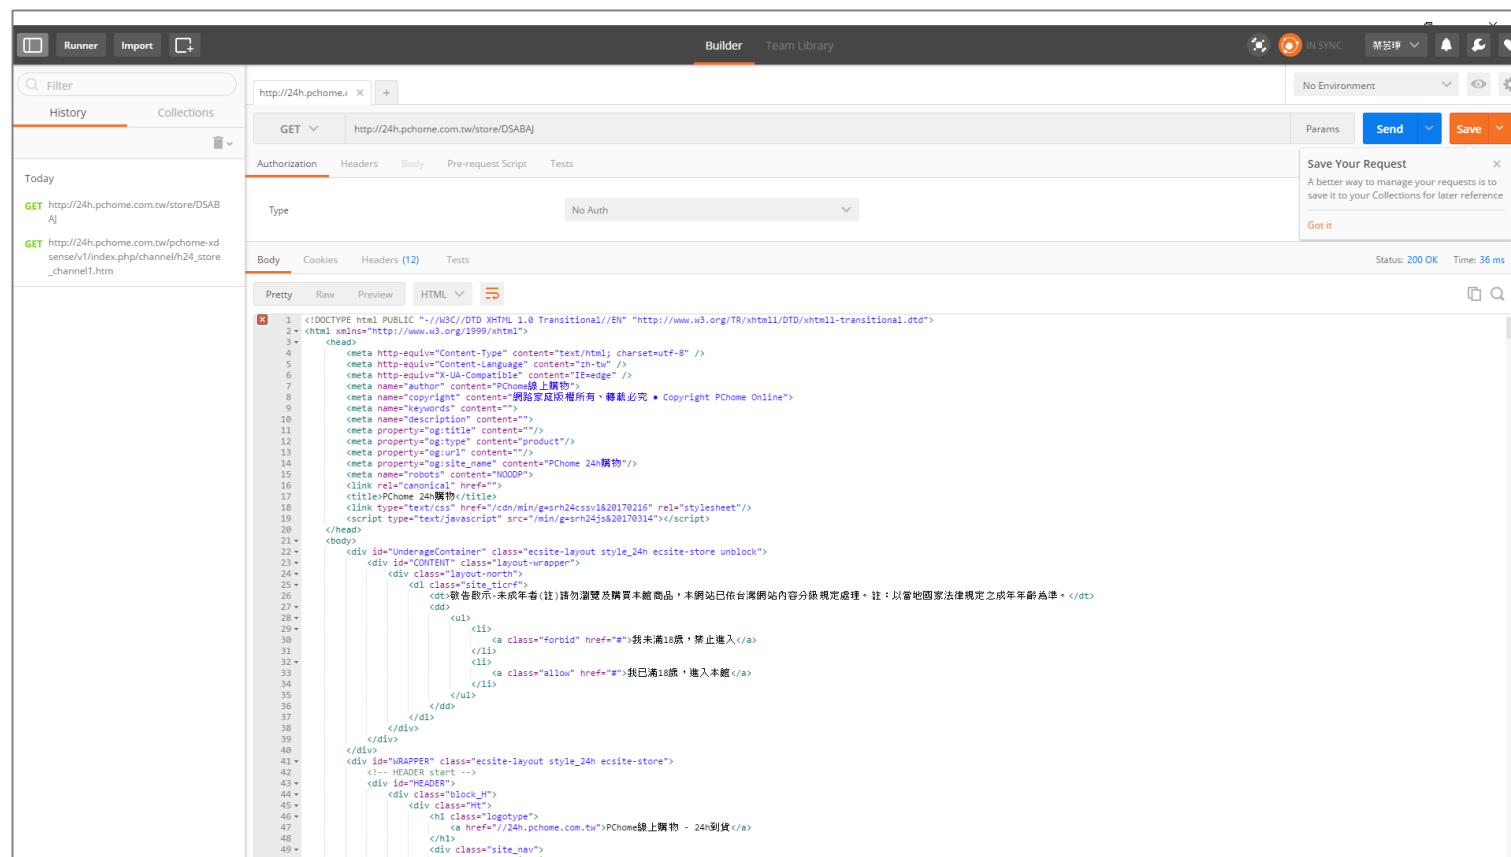 Runner Import
Builder Team Library
IN SYNC 蔡芸琤
Filter
History Collections
Today
GET http://24h.pchome.com.tw/store/DSAB
AJ
GET http://24h.pchome.com.tw/pchome-xd
sense/v1/index.php/channel/h24_store
_channel1.htm
http://24h.pchome.c × +
No Environment
GET http://24h.pchome.com.tw/store/DSABAJ Params Send Save
Authorization Headers Body Pre-request Script Tests
Type No Auth
Save Your Request
A better way to manage your requests is to
save it to your Collections for later reference
Got it
Body Cookies Headers (12) Tests Status: 200 OK Time: 36 ms
Pretty Raw Preview HTML
1 <!DOCTYPE html PUBLIC "-//W3C//DTD XHTML 1.0 Transitional//EN" "http://www.w3.org/TR/xhtml1/DTD/xhtml1-transitional.dtd">
2 <html xmlns="http://www.w3.org/1999/xhtml">
3 <head>
4 <meta http-equiv="Content-Type" content="text/html; charset=utf-8" />
5 <meta http-equiv="Content-Language" content="zh-tw" />
6 <meta http-equiv="X-UA-Compatible" content="IE=edge" />
7 <meta name="author" content="PChome線上購物">
8 <meta name="copyright" content="網路家庭版權所有、轉載必究 ● Copyright PChome Online">
9 <meta name="keywords" content="">
10 <meta name="description" content="">
11 <meta property="og:title" content=""/>
12 <meta property="og:type" content="product"/>
13 <meta property="og:url" content=""/>
14 <meta property="og:site_name" content="PChome 24h購物"/>
15 <meta name="robots" content="NOODP">
16 <link rel="canonical" href="">
17 <title>PChome 24h購物</title>
18 <link type="text/css" href="/cdn/min/g=srh24cssv1&20170216" rel="stylesheet"/>
19 <script type="text/javascript" src="/min/g=srh24js&20170314"></script>
20 </head>
21 <body>
22 <div id="UnderageContainer" class="ecsite-layout style_24h ecsite-store unblock">
23 <div id="CONTENT" class="layout-wrapper">
24 <div class="layout-north">
25 <dl class="site_ticrf">
26 <dt>敬告啟示-未成年者(註)請勿瀏覽及購買本館商品，本網站已依台灣網站內容分級規定處理。註：以當地國家法律規定之成年年齡為準。</dt>
27 <dd>
28 <ul>
29 <li>
30 <a class="forbid" href="#">我未滿18歲，禁止進入</a>
31 </li>
32 <li>
33 <a class="allow" href="#">我已滿18歲，進入本館</a>
34 </li>
35 </ul>
36 </dd>
37 </dl>
38 </div>
39 </div>
40 </div>
41 <div id="WRAPPER" class="ecsite-layout style_24h ecsite-store">
42 <!-- HEADER start -->
43 <div id="HEADER">
44 <div class="block_H">
45 <div class="Ht">
46 <h1 class="logotype">
47 <a href="//24h.pchome.com.tw">PChome線上購物 - 24h到貨</a>
48 </h1>
49 <div class="site_nav">